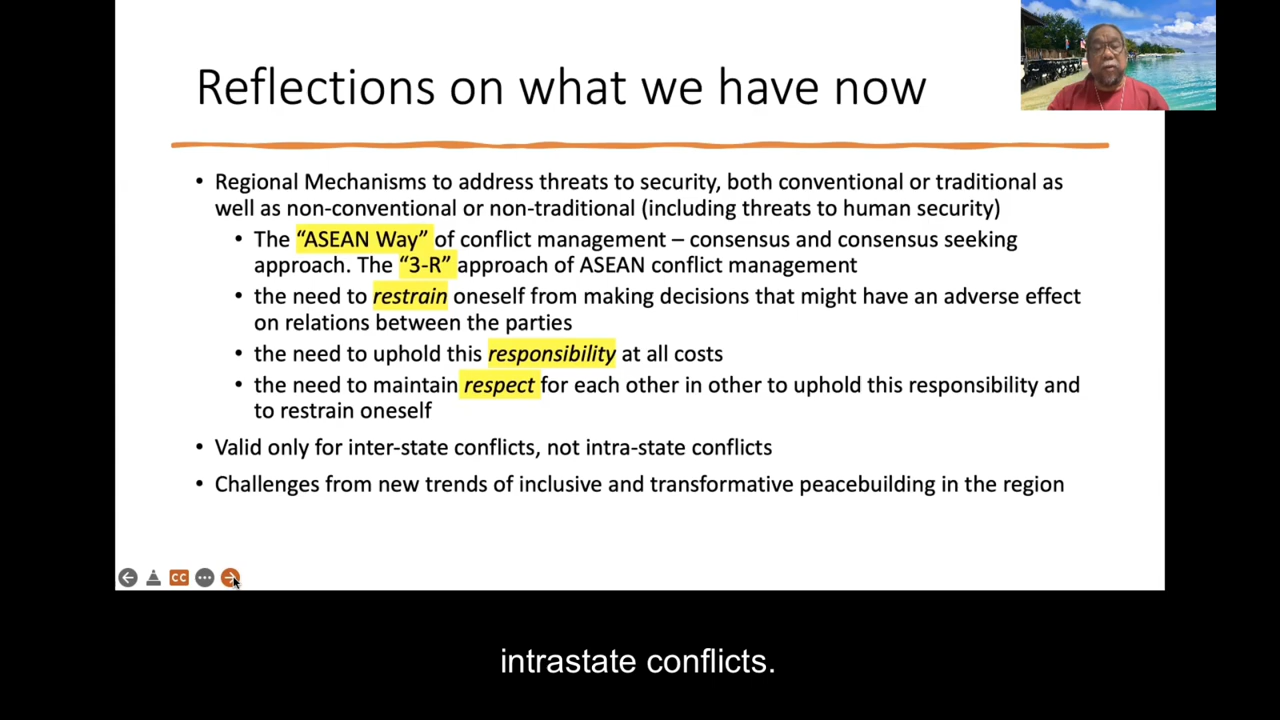 Reflections on what we have now
• Regional Mechanisms to address threats to security, both conventional or traditional as
well as non-conventional or non-traditional (including threats to human security)
• The “ASEAN Way” of conflict management – consensus and consensus seeking
approach. The “3-R” approach of ASEAN conflict management
• the need to restrain oneself from making decisions that might have an adverse effect
on relations between the parties
• the need to uphold this responsibility at all costs
• the need to maintain respect for each other in other to uphold this responsibility and
to restrain oneself
• Valid only for inter-state conflicts, not intra-state conflicts
• Challenges from new trends of inclusive and transformative peacebuilding in the region
CC
intrastate conflicts.